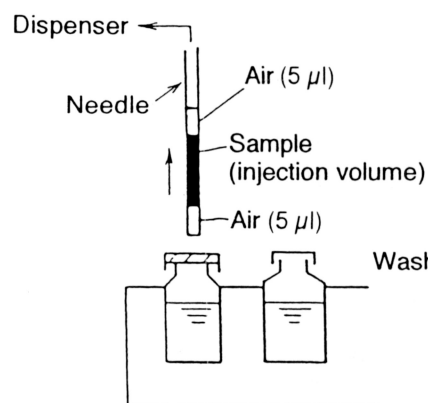 Dispenser
Air (5 µl)
Needle
Sample
(injection volume)
Air (5 µl)
Wash